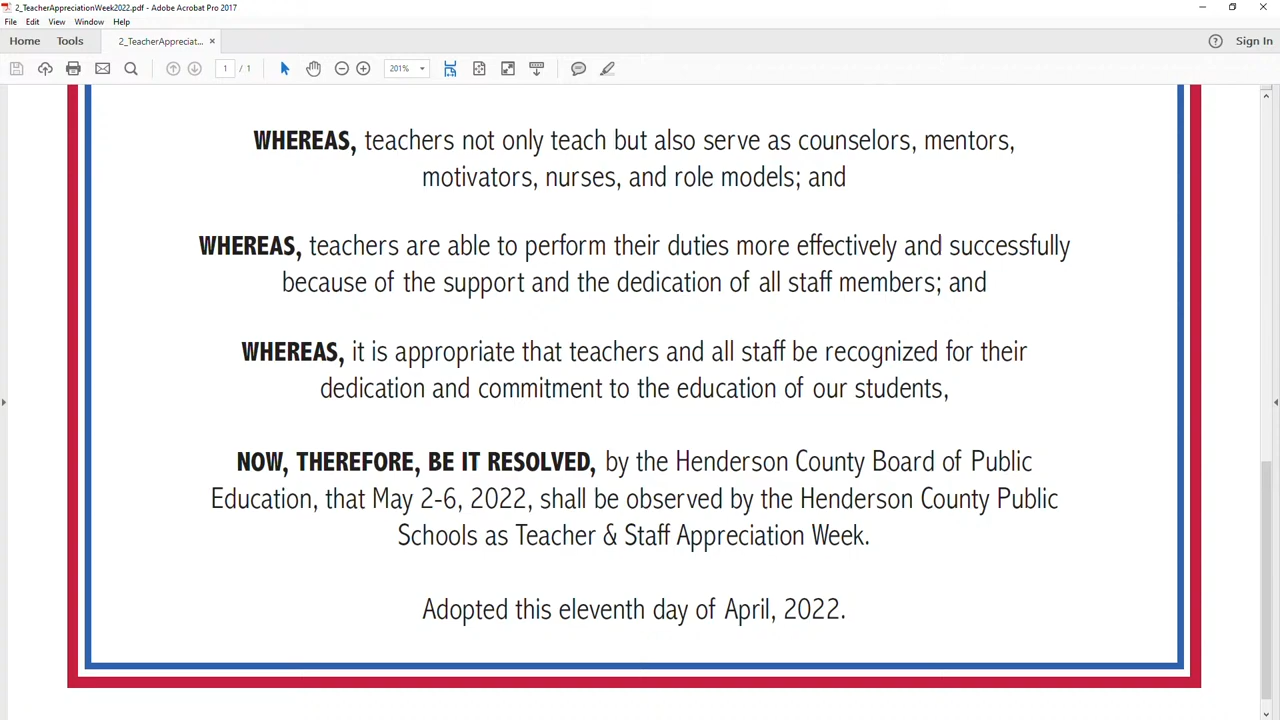 2_TeacherAppreciationWeek2022.pdf - Adobe Acrobat Pro 2017
File Edit View Window Help
Home Tools 2_TeacherAppreciat... × Sign In
1 / 1 201%
WHEREAS, teachers not only teach but also serve as counselors, mentors,
motivators, nurses, and role models; and
WHEREAS, teachers are able to perform their duties more effectively and successfully
because of the support and the dedication of all staff members; and
WHEREAS, it is appropriate that teachers and all staff be recognized for their
dedication and commitment to the education of our students,
NOW, THEREFORE, BE IT RESOLVED, by the Henderson County Board of Public
Education, that May 2-6, 2022, shall be observed by the Henderson County Public
Schools as Teacher & Staff Appreciation Week.
Adopted this eleventh day of April, 2022.